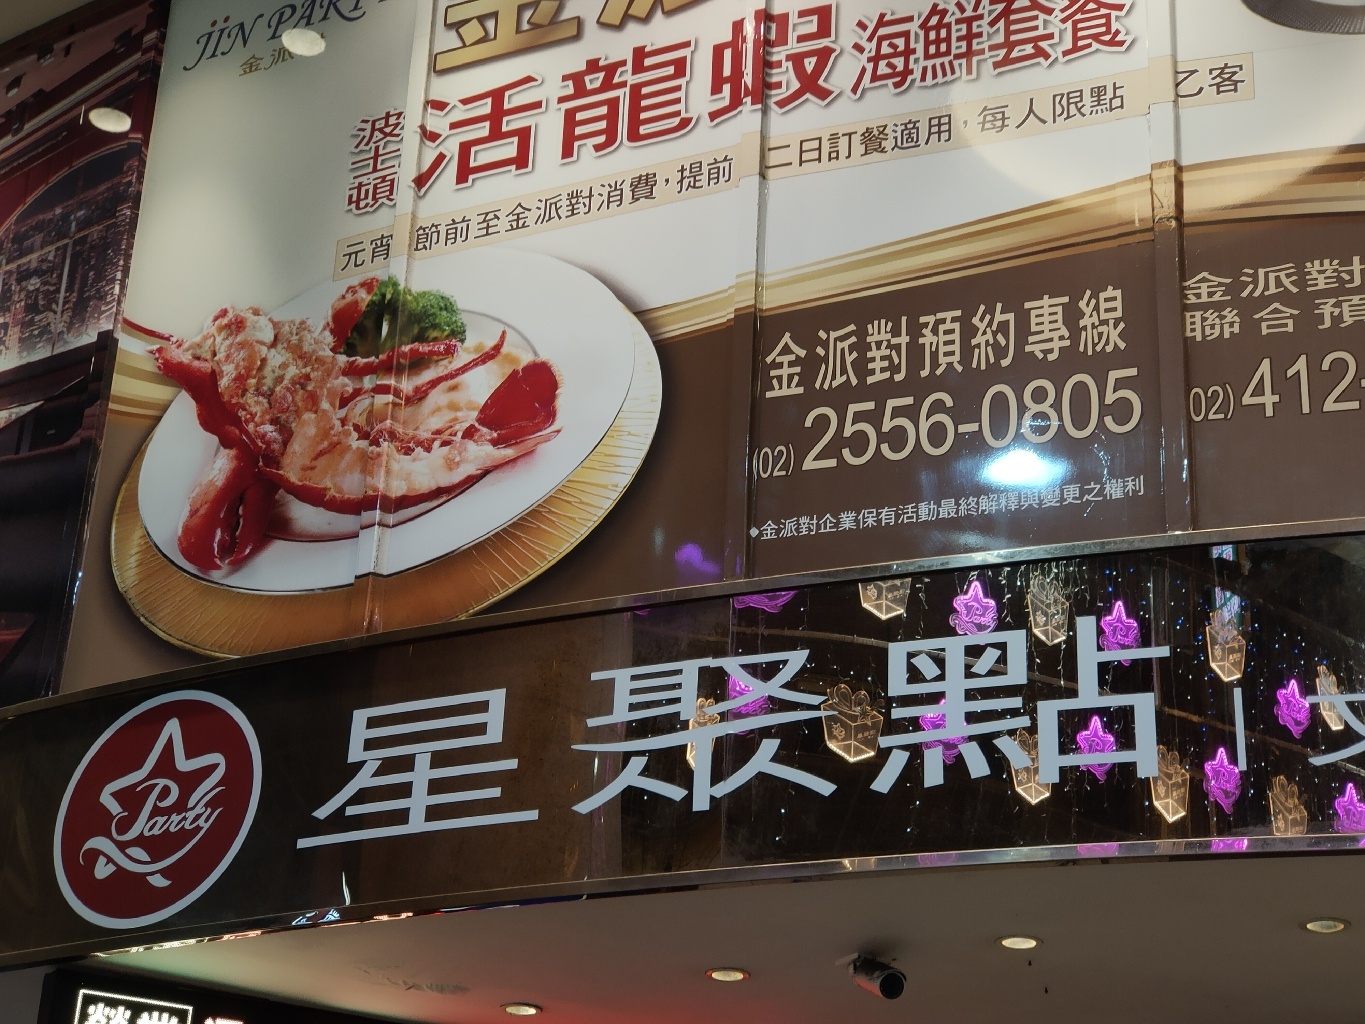 JIN PARTY
金派對
金派
波士頓
活龍蝦海鮮套餐
元宵節前至金派對消費，提前二日訂餐適用，每人限點乙客
金派對預約專線
(02) 2556-0805
金派對
聯合預
(02) 412-
◆金派對企業保有活動最終解釋與變更之權利
Party
星聚點